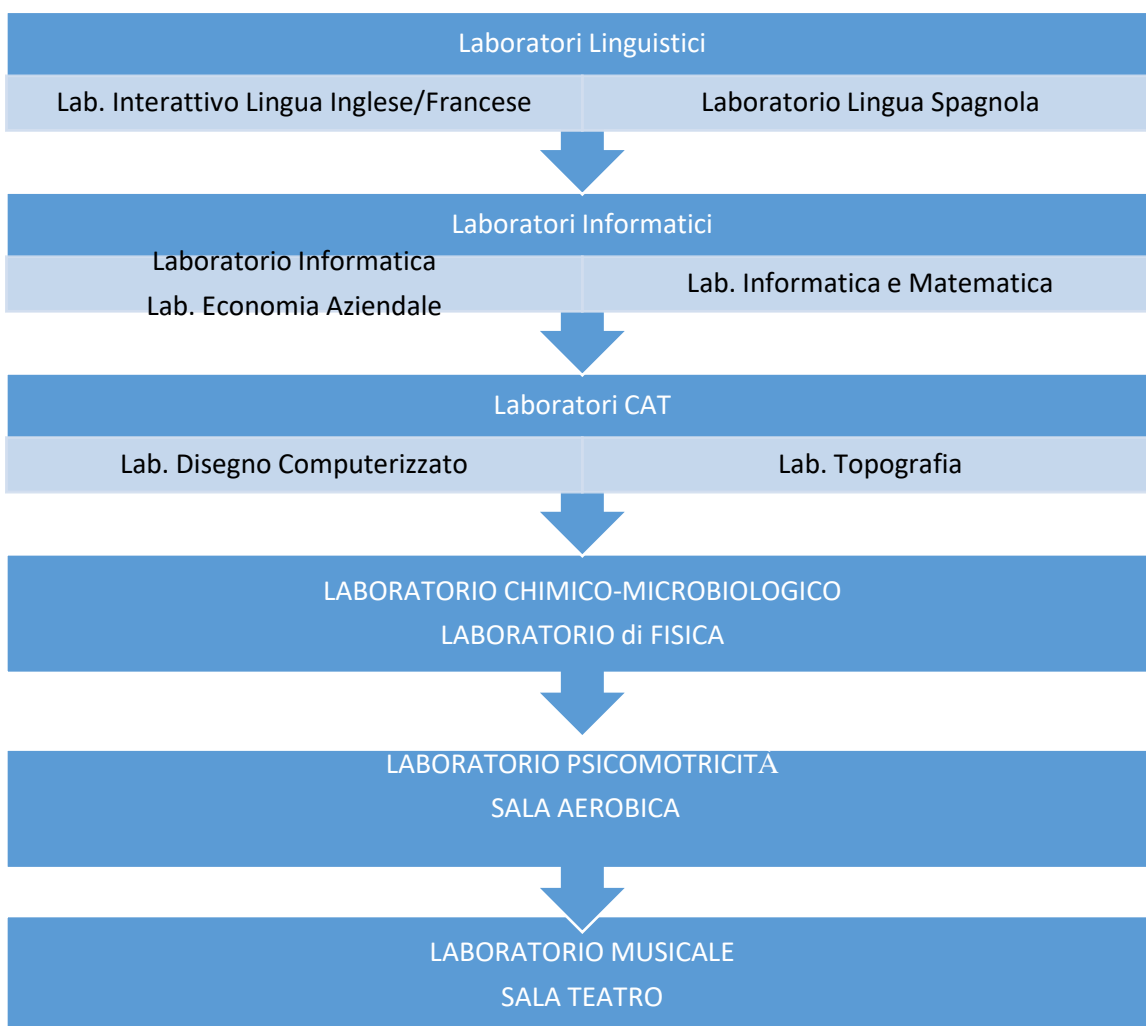 Laboratori Linguistici
Lab. Interattivo Lingua Inglese/Francese
Laboratorio Lingua Spagnola
Laboratori Informatici
Laboratorio Informatica
Lab. Economia Aziendale
Lab. Informatica e Matematica
Laboratori CAT
Lab. Disegno Computerizzato
Lab. Topografia
LABORATORIO CHIMICO-MICROBIOLOGICO
LABORATORIO di FISICA
LABORATORIO PSICOMOTRICITÀ
SALA AEROBICA
LABORATORIO MUSICALE
SALA TEATRO